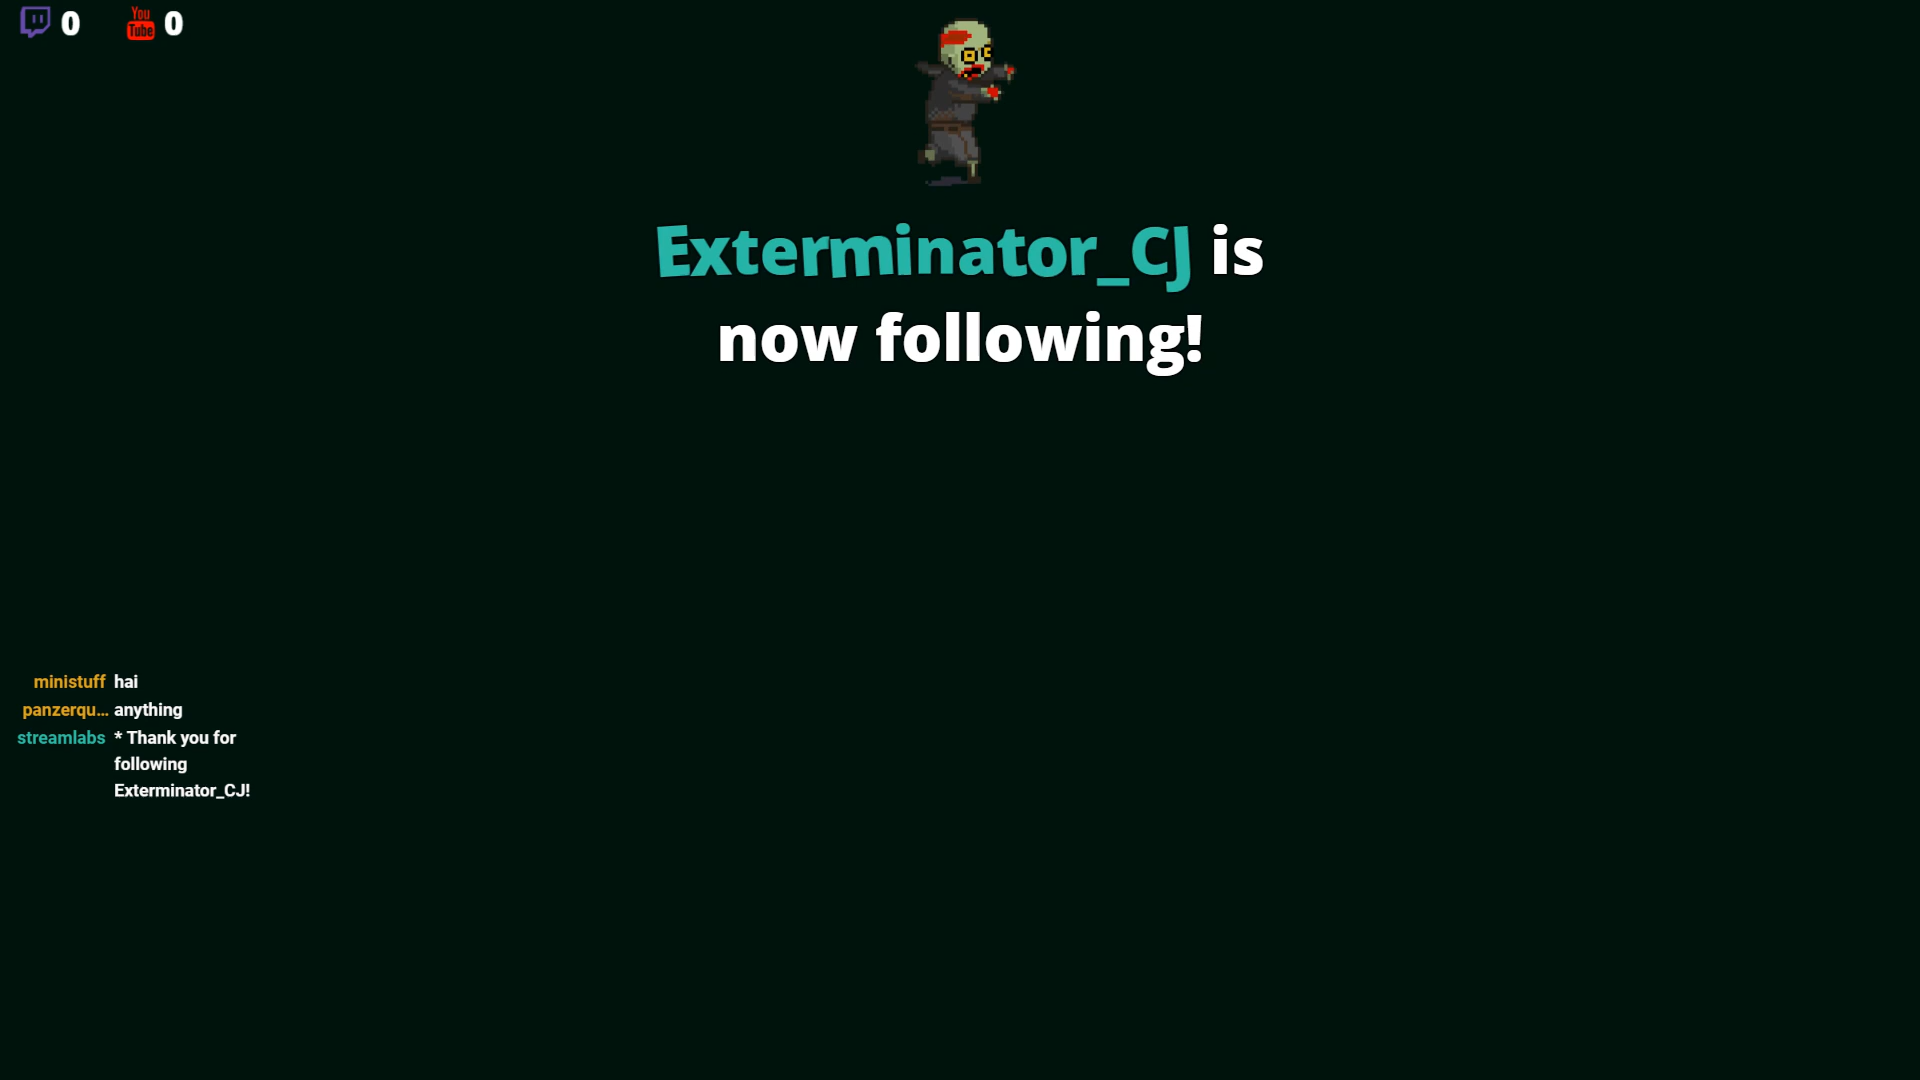 0 You Tube 0
Exterminator_CJ is
now following!
ministuff hai
panzerqu... anything
streamlabs * Thank you for
following
Exterminator_CJ!